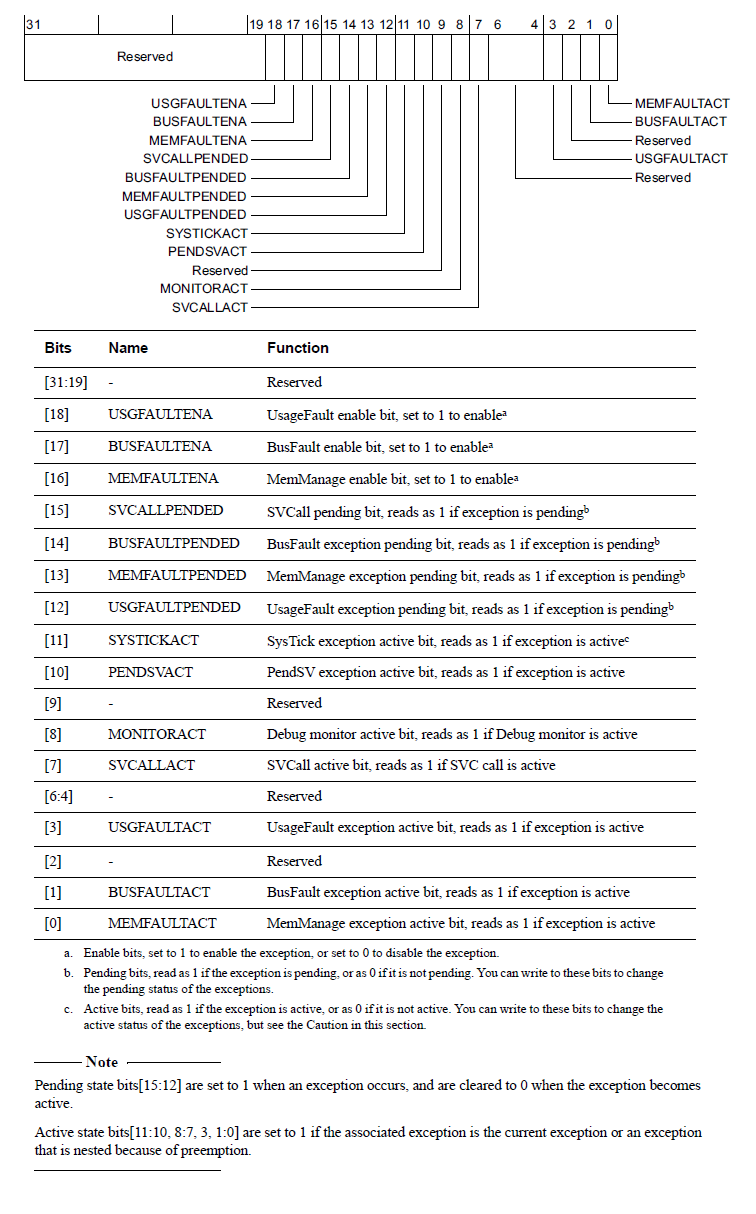 31 19 18 17 16 15 14 13 12 11 10 9 8 7 6 4 3 2 1 0
Reserved
USGFAULTENA
BUSFAULTENA
MEMFAULTENA
SVCALLPENDED
BUSFAULTPENDED
MEMFAULTPENDED
USGFAULTPENDED
SYSTICKACT
PENDSVACT
Reserved
MONITORACT
SVCALLACT
MEMFAULTACT
BUSFAULTACT
Reserved
USGFAULTACT
Reserved
Bits Name Function
[31:19] - Reserved
[18] USGFAULTENA UsageFault enable bit, set to 1 to enableᵃ
[17] BUSFAULTENA BusFault enable bit, set to 1 to enableᵃ
[16] MEMFAULTENA MemManage enable bit, set to 1 to enableᵃ
[15] SVCALLPENDED SVCall pending bit, reads as 1 if exception is pendingᵇ
[14] BUSFAULTPENDED BusFault exception pending bit, reads as 1 if exception is pendingᵇ
[13] MEMFAULTPENDED MemManage exception pending bit, reads as 1 if exception is pendingᵇ
[12] USGFAULTPENDED UsageFault exception pending bit, reads as 1 if exception is pendingᵇ
[11] SYSTICKACT SysTick exception active bit, reads as 1 if exception is activeᶜ
[10] PENDSVACT PendSV exception active bit, reads as 1 if exception is active
[9] - Reserved
[8] MONITORACT Debug monitor active bit, reads as 1 if Debug monitor is active
[7] SVCALLACT SVCall active bit, reads as 1 if SVC call is active
[6:4] - Reserved
[3] USGFAULTACT UsageFault exception active bit, reads as 1 if exception is active
[2] - Reserved
[1] BUSFAULTACT BusFault exception active bit, reads as 1 if exception is active
[0] MEMFAULTACT MemManage exception active bit, reads as 1 if exception is active
a. Enable bits, set to 1 to enable the exception, or set to 0 to disable the exception.
b. Pending bits, read as 1 if the exception is pending, or as 0 if it is not pending. You can write to these bits to change
the pending status of the exceptions.
c. Active bits, read as 1 if the exception is active, or as 0 if it is not active. You can write to these bits to change the
active status of the exceptions, but see the Caution in this section.
Note
Pending state bits[15:12] are set to 1 when an exception occurs, and are cleared to 0 when the exception becomes
active.
Active state bits[11:10, 8:7, 3, 1:0] are set to 1 if the associated exception is the current exception or an exception
that is nested because of preemption.